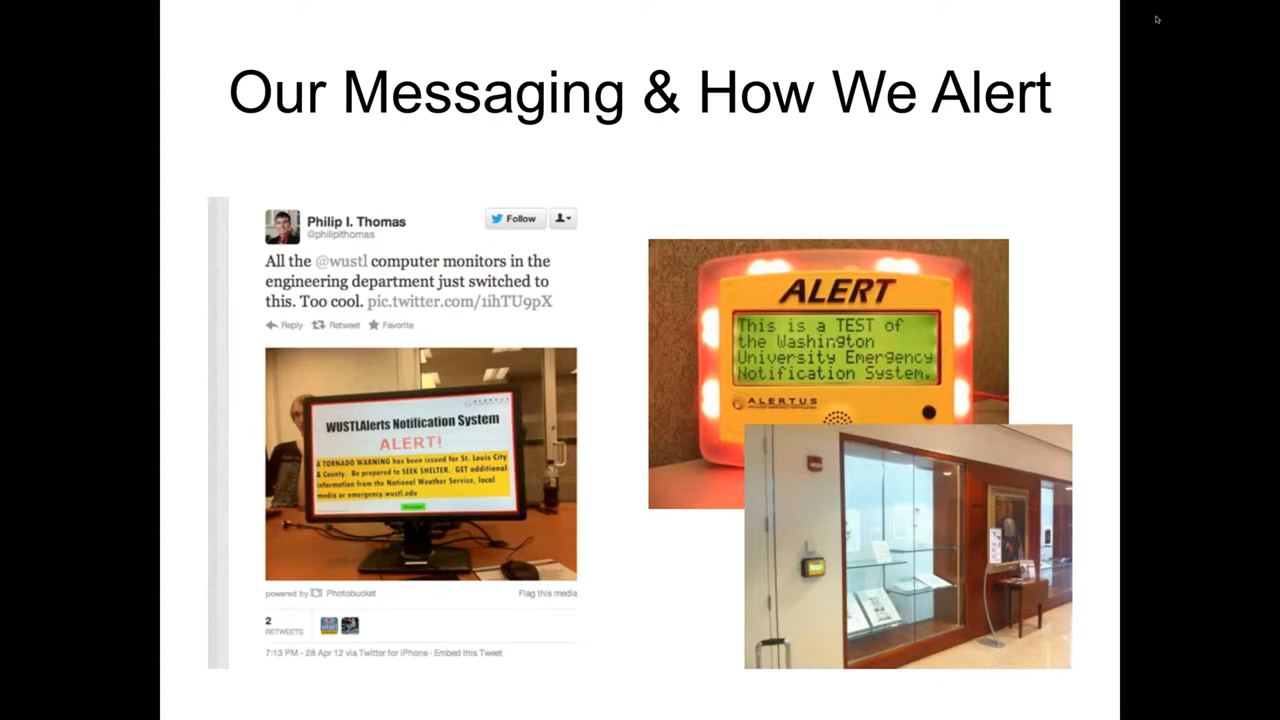 Our Messaging & How We Alert
Philip I. Thomas
@philipithomas
Follow
All the @wustl computer monitors in the
engineering department just switched to
this. Too cool. pic.twitter.com/1ihTU9pX
Reply Retweet Favorite
ALERTUS
WUSTLAlerts Notification System
ALERT!
A TORNADO WARNING has been issued for St. Louis City
& County. Be prepared to SEEK SHELTER. GET additional
information from the National Weather Service, local
media or emergency.wustl.edu
powered by Photobucket
Flag this media
2
RETWEETS
7:13 PM - 28 Apr 12 via Twitter for iPhone · Embed this Tweet
ALERT
This is a TEST of
the Washington
University Emergency
Notification System.
ALERTUS